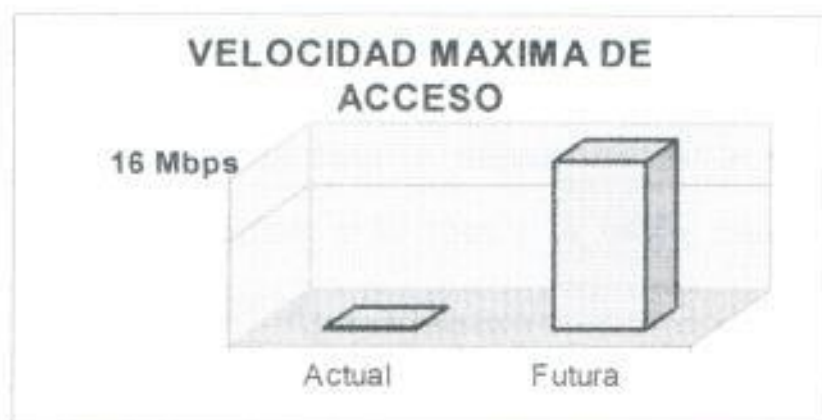 VELOCIDAD MAXIMA DE
ACCESO
16 Mbps
Actual
Futura